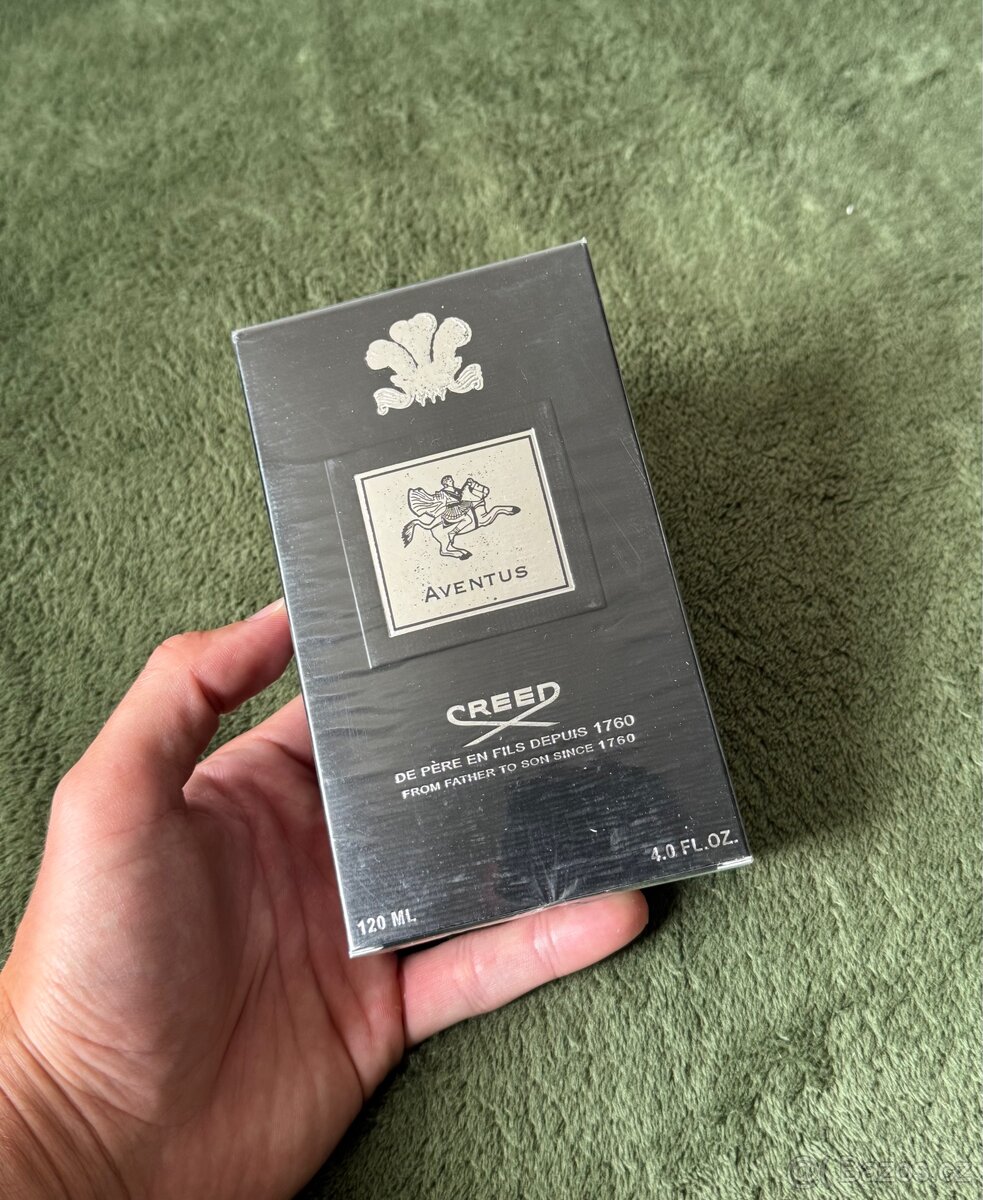 AVENTUS
CREED
DE PÈRE EN FILS DEPUIS 1760
FROM FATHER TO SON SINCE 1760
4.0 FL.OZ.
120 ML
Bazos.cz